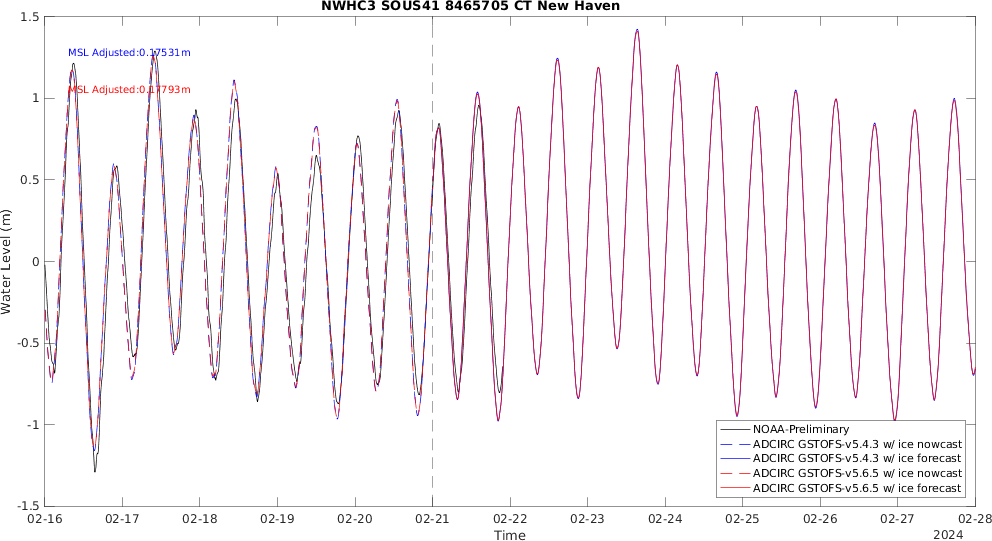 NWHC3 SOUS41 8465705 CT New Haven
1.5
1
0.5
0
-0.5
-1
-1.5
Water Level (m)
MSL Adjusted:0.17531m
MSL Adjusted:0.17793m
NOAA-Preliminary
ADCIRC GSTOFS-v5.4.3 w/ ice nowcast
ADCIRC GSTOFS-v5.4.3 w/ ice forecast
ADCIRC GSTOFS-v5.6.5 w/ ice nowcast
ADCIRC GSTOFS-v5.6.5 w/ ice forecast
02-16 02-17 02-18 02-19 02-20 02-21 02-22 02-23 02-24 02-25 02-26 02-27 02-28
Time
2024